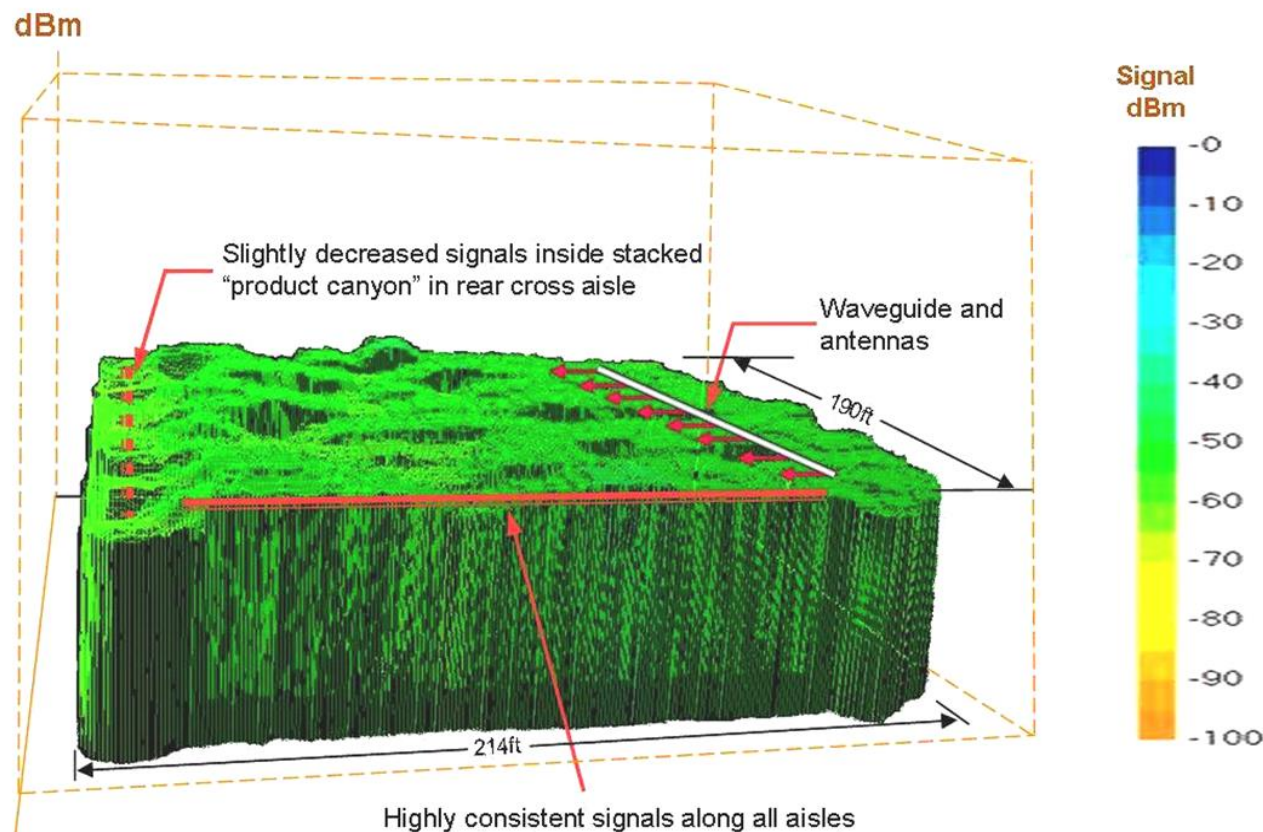 dBm
Signal
dBm
-0
-10
-20
-30
-40
-50
-60
-70
-80
-90
-100
Slightly decreased signals inside stacked
“product canyon” in rear cross aisle
Waveguide and
antennas
190ft
214ft
Highly consistent signals along all aisles